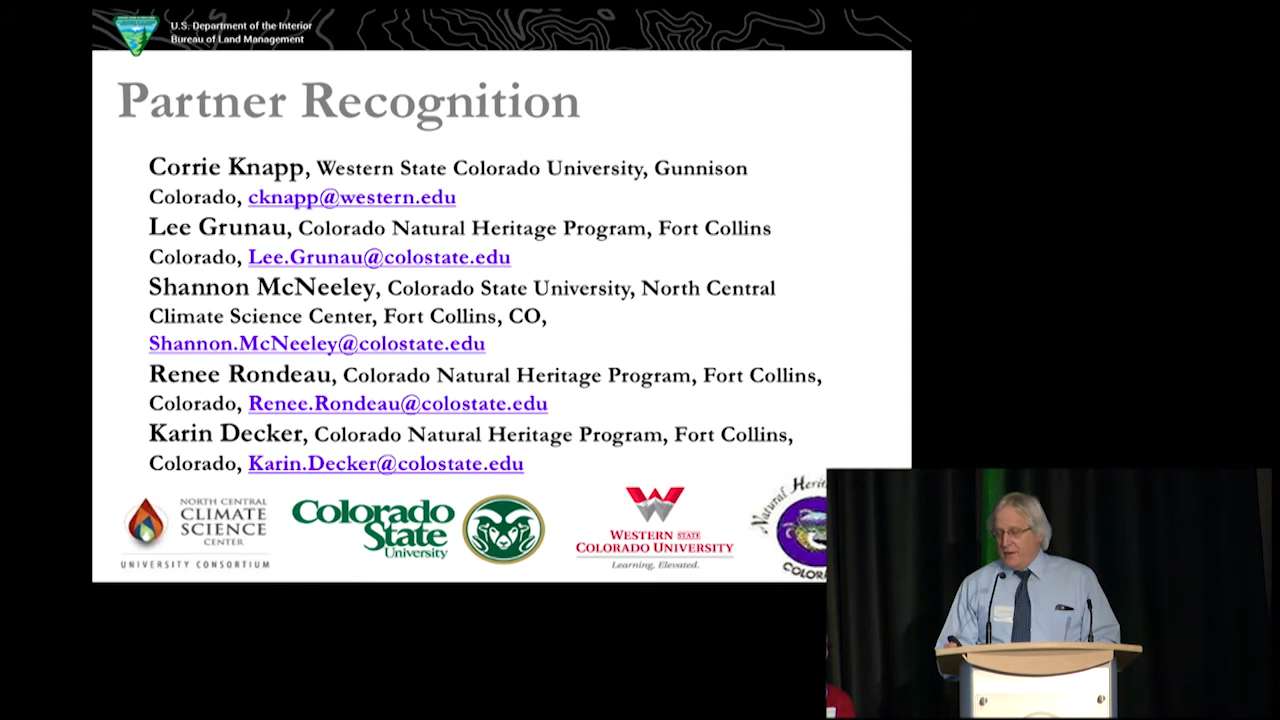 U.S. Department of the Interior
Bureau of Land Management
Partner Recognition
Corrie Knapp, Western State Colorado University, Gunnison
Colorado, cknapp@western.edu
Lee Grunau, Colorado Natural Heritage Program, Fort Collins
Colorado, Lee.Grunau@colostate.edu
Shannon McNeeley, Colorado State University, North Central
Climate Science Center, Fort Collins, CO,
Shannon.McNeeley@colostate.edu
Renee Rondeau, Colorado Natural Heritage Program, Fort Collins,
Colorado, Renee.Rondeau@colostate.edu
Karin Decker, Colorado Natural Heritage Program, Fort Collins,
Colorado, Karin.Decker@colostate.edu
NORTH CENTRAL
CLIMATE
SCIENCE
CENTER
UNIVERSITY CONSORTIUM
Colorado
State
University
WESTERN STATE
COLORADO UNIVERSITY
Learning, Elevated.
Natural